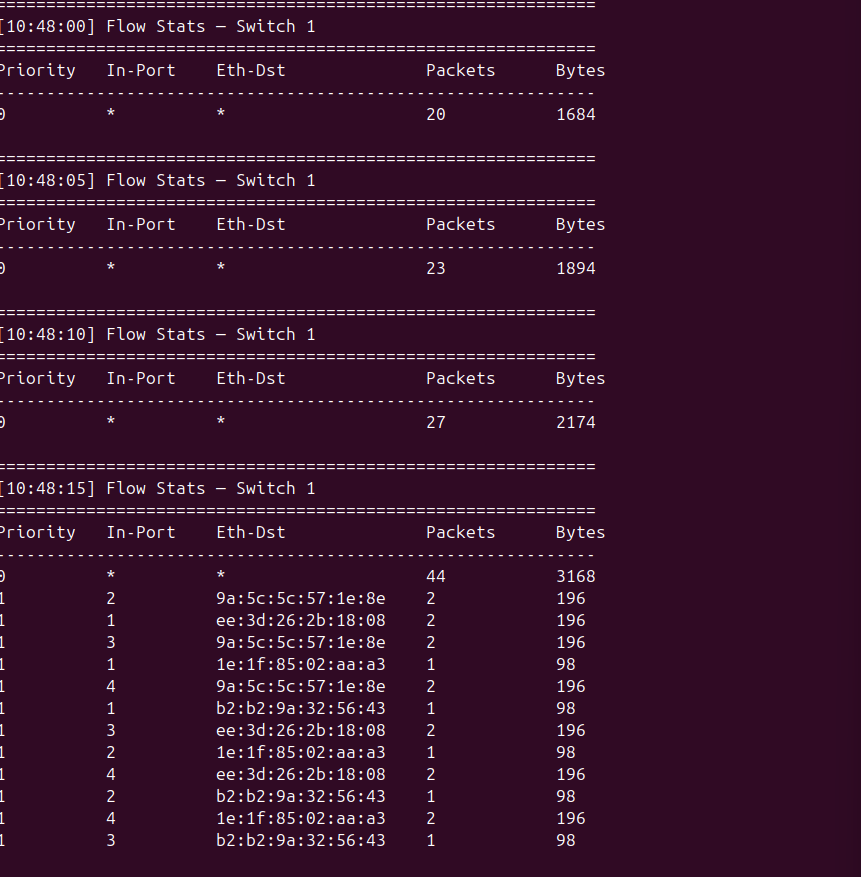 ============================================================
[10:48:00] Flow Stats — Switch 1
============================================================
Priority   In-Port    Eth-Dst              Packets      Bytes
------------------------------------------------------------
0          *          *                    20           1684
============================================================
[10:48:05] Flow Stats — Switch 1
============================================================
Priority   In-Port    Eth-Dst              Packets      Bytes
------------------------------------------------------------
0          *          *                    23           1894
============================================================
[10:48:10] Flow Stats — Switch 1
============================================================
Priority   In-Port    Eth-Dst              Packets      Bytes
------------------------------------------------------------
0          *          *                    27           2174
============================================================
[10:48:15] Flow Stats — Switch 1
============================================================
Priority   In-Port    Eth-Dst              Packets      Bytes
------------------------------------------------------------
0          *          *                    44           3168
1          2          9a:5c:5c:57:1e:8e    2            196
1          1          ee:3d:26:2b:18:08    2            196
1          3          9a:5c:5c:57:1e:8e    2            196
1          1          1e:1f:85:02:aa:a3    1            98
1          4          9a:5c:5c:57:1e:8e    2            196
1          1          b2:b2:9a:32:56:43    1            98
1          3          ee:3d:26:2b:18:08    2            196
1          2          1e:1f:85:02:aa:a3    1            98
1          4          ee:3d:26:2b:18:08    2            196
1          2          b2:b2:9a:32:56:43    1            98
1          4          1e:1f:85:02:aa:a3    2            196
1          3          b2:b2:9a:32:56:43    1            98